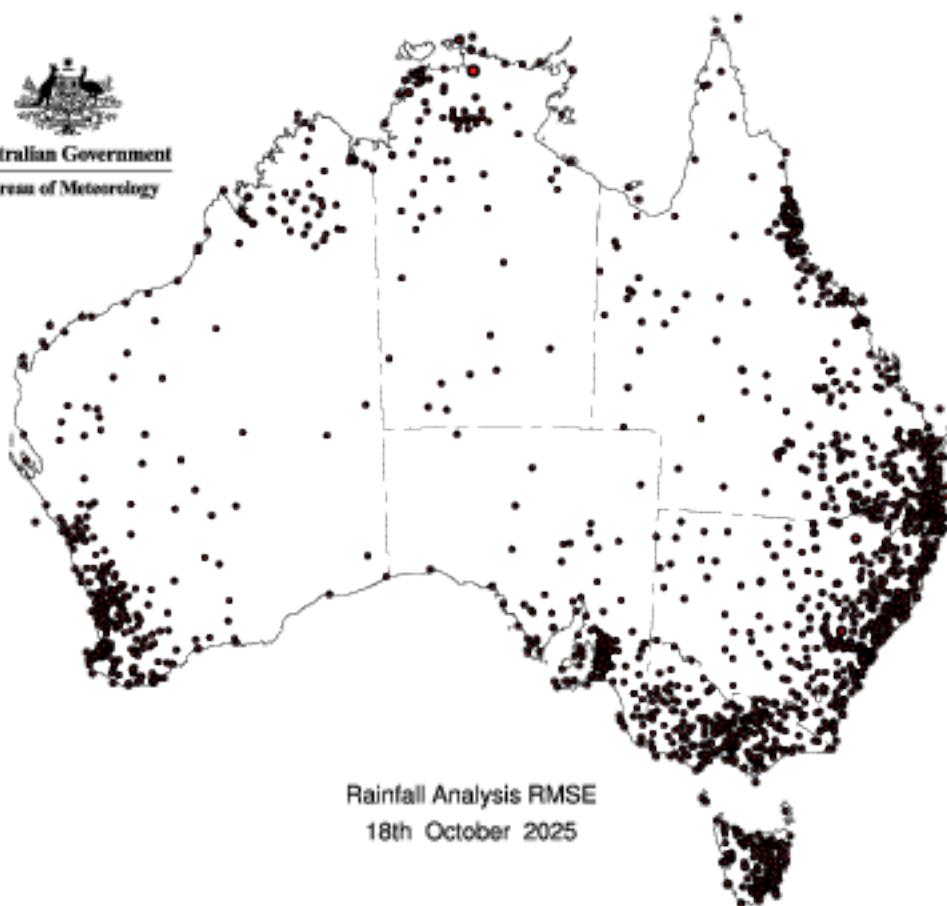 tralian Government
reau of Meteorology
Rainfall Analysis RMSE
18th October 2025